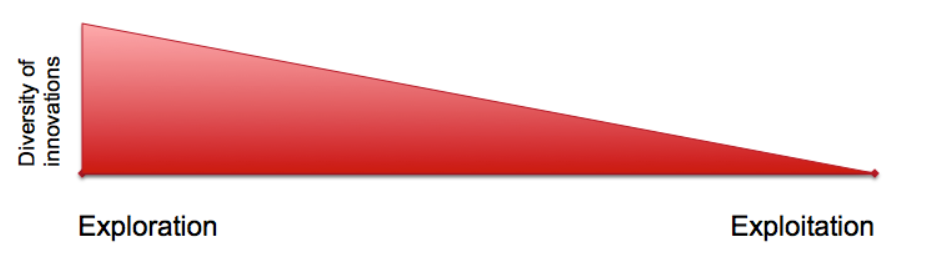 Diversity of
innovations
Exploration
Exploitation